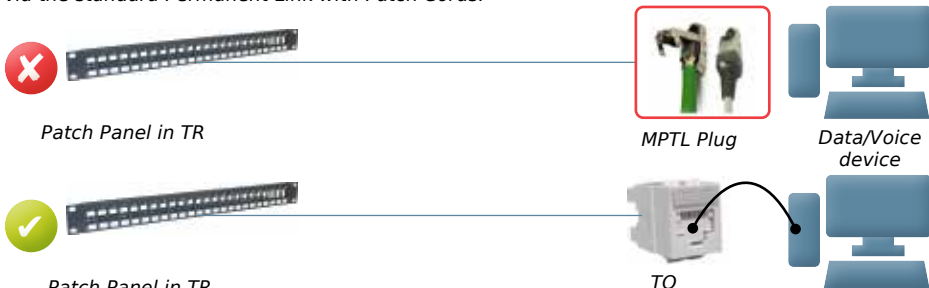 via the standard Permanent Link with Patch Cords.
Patch Panel in TR
MPTL Plug
Data/Voice
device
Patch Panel in TR
TO